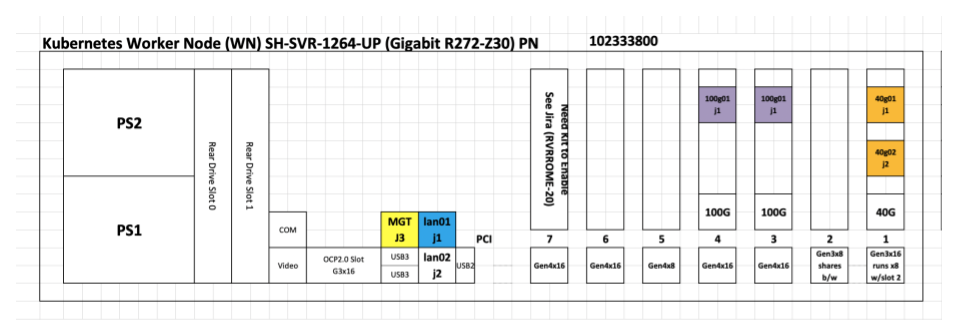 Kubernetes Worker Node (WN) SH-SVR-1264-UP (Gigabit R272-Z30) PN 102333800
PS2
PS1
Rear Drive Slot 0
Rear Drive Slot 1
COM
Video
OCP2.0 Slot
G3x16
MGT
J3
lan01
j1
USB3
USB3
lan02
j2
USB2
PCI
Need Kit to Enable
See Jira (RVRROME-20)
7
Gen4x16
6
Gen4x16
5
Gen4x8
100g01
j1
100G
4
Gen4x16
100g01
j1
100G
3
Gen4x16
2
Gen3x8
shares
b/w
40g01
j1
40g02
j2
40G
1
Gen3x16
runs x8
w/slot 2